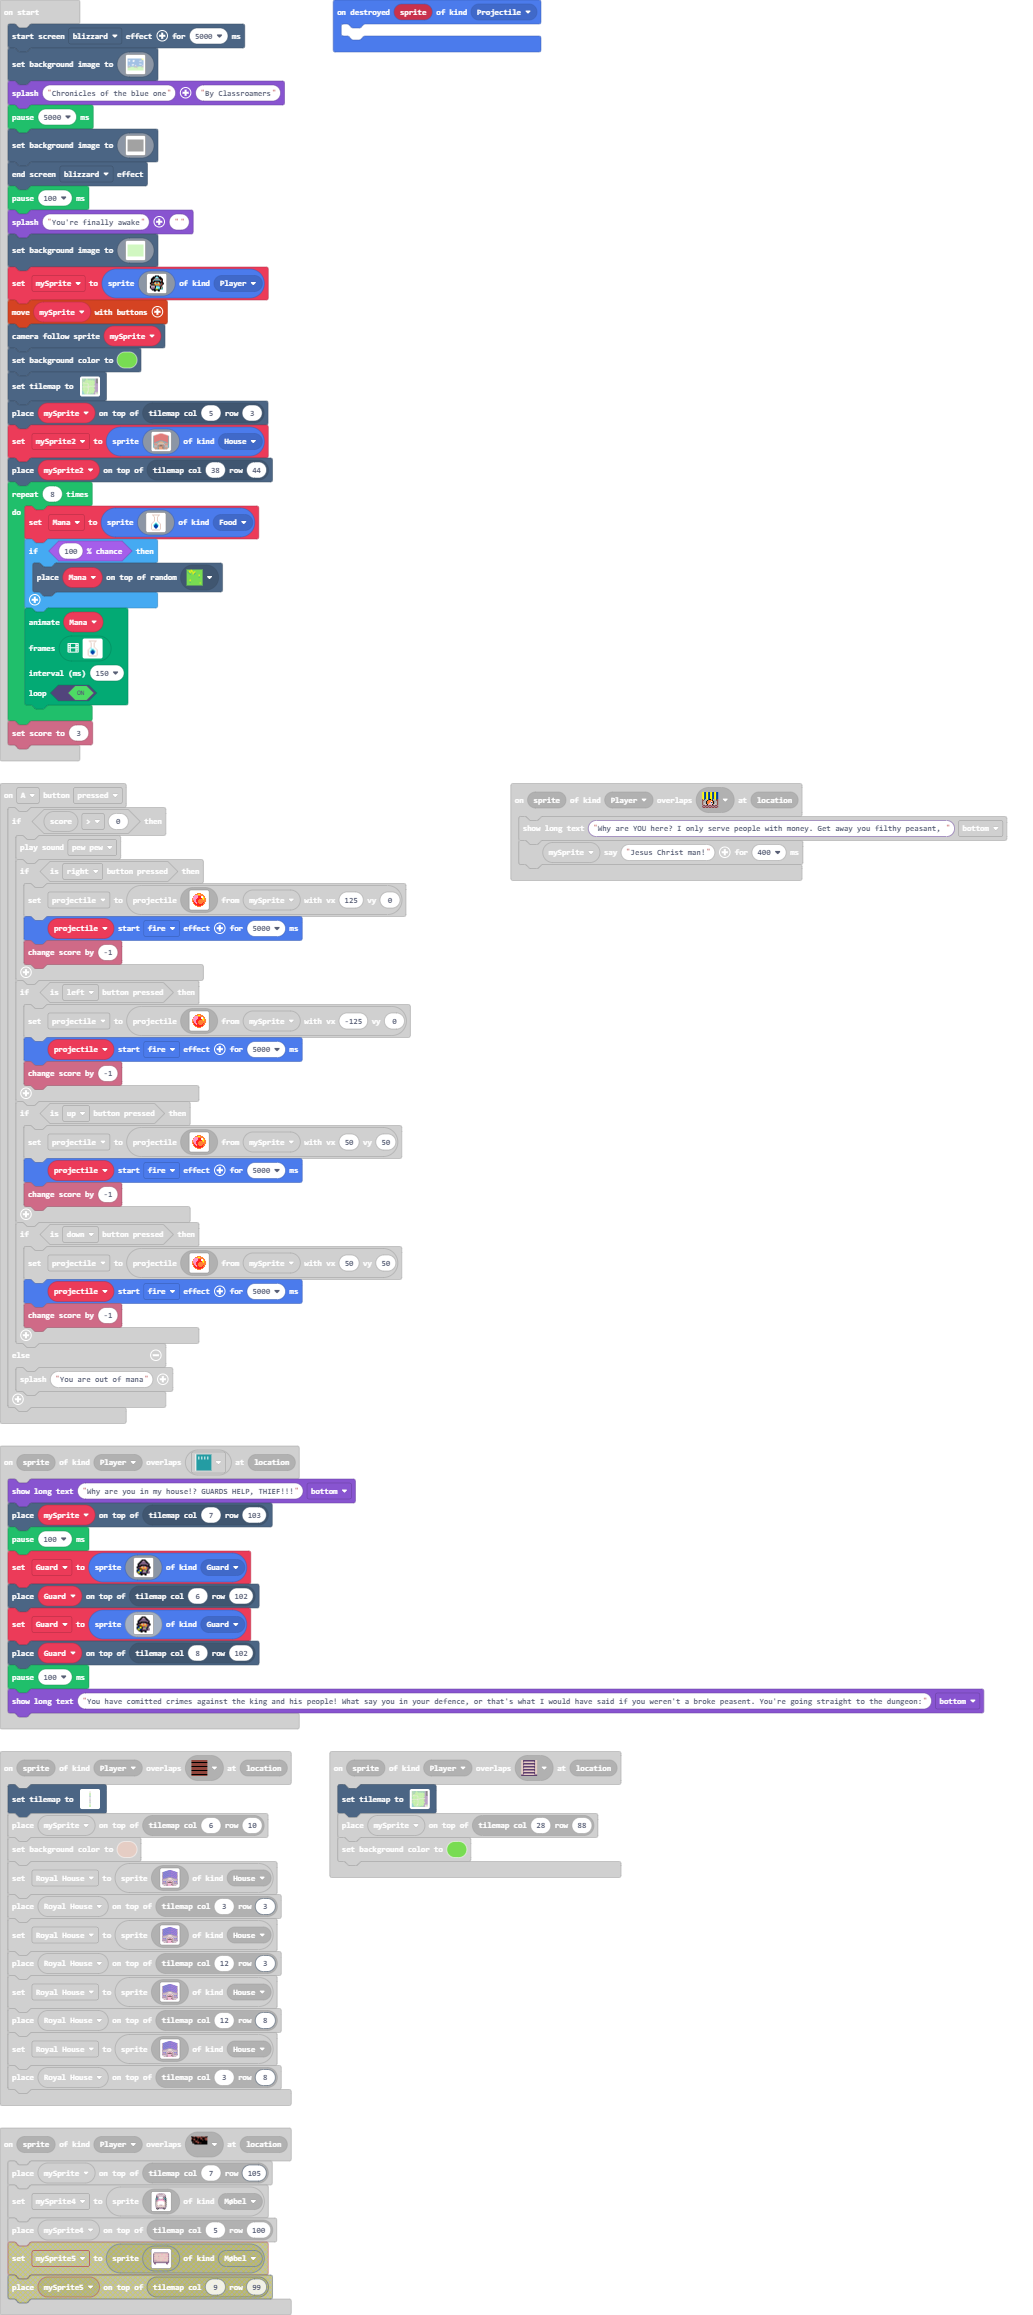 on start
start screen blizzard effect for 5000 ms
set background image to
splash "Chronicles of the blue one" "By Classroamers"
pause 5000 ms
set background image to
end screen blizzard effect
pause 100 ms
splash "You're finally awake" ""
set background image to
set mySprite to sprite of kind Player
move mySprite with buttons
camera follow sprite mySprite
set background color to
set tilemap to
place mySprite on top of tilemap col 5 row 3
set mySprite2 to sprite of kind House
place mySprite2 on top of tilemap col 38 row 44
repeat 8 times
do
set Mana to sprite of kind Food
if 100 % chance then
place Mana on top of random
animate Mana
frames
interval (ms) 150
loop ON
set score to 3
on destroyed sprite of kind Projectile
on A button pressed
if score > 0 then
play sound pew pew
if is right button pressed then
set projectile to projectile from mySprite with vx 125 vy 0
projectile start fire effect for 5000 ms
change score by -1
if is left button pressed then
set projectile to projectile from mySprite with vx -125 vy 0
projectile start fire effect for 5000 ms
change score by -1
if is up button pressed then
set projectile to projectile from mySprite with vx 50 vy 50
projectile start fire effect for 5000 ms
change score by -1
if is down button pressed then
set projectile to projectile from mySprite with vx 50 vy 50
projectile start fire effect for 5000 ms
change score by -1
else
splash "You are out of mana"
on sprite of kind Player overlaps at location
show long text "Why are YOU here? I only serve people with money. Get away you filthy peasant, " bottom
mySprite say "Jesus Christ man!" for 400 ms
on sprite of kind Player overlaps at location
show long text "Why are you in my house!? GUARDS HELP, THIEF!!!" bottom
place mySprite on top of tilemap col 7 row 103
pause 100 ms
set Guard to sprite of kind Guard
place Guard on top of tilemap col 6 row 102
set Guard to sprite of kind Guard
place Guard on top of tilemap col 8 row 102
pause 100 ms
show long text "You have comitted crimes against the king and his people! What say you in your defence, or that's what I would have said if you weren't a broke peasent. You're going straight to the dungeon:" bottom
on sprite of kind Player overlaps at location
set tilemap to
place mySprite on top of tilemap col 6 row 10
set background color to
set Royal House to sprite of kind House
place Royal House on top of tilemap col 3 row 3
set Royal House to sprite of kind House
place Royal House on top of tilemap col 12 row 3
set Royal House to sprite of kind House
place Royal House on top of tilemap col 12 row 8
set Royal House to sprite of kind House
place Royal House on top of tilemap col 3 row 8
on sprite of kind Player overlaps at location
set tilemap to
place mySprite on top of tilemap col 28 row 88
set background color to
on sprite of kind Player overlaps at location
place mySprite on top of tilemap col 7 row 105
set mySprite4 to sprite of kind Møbel
place mySprite4 on top of tilemap col 5 row 100
set mySprite5 to sprite of kind Møbel
place mySprite5 on top of tilemap col 9 row 99